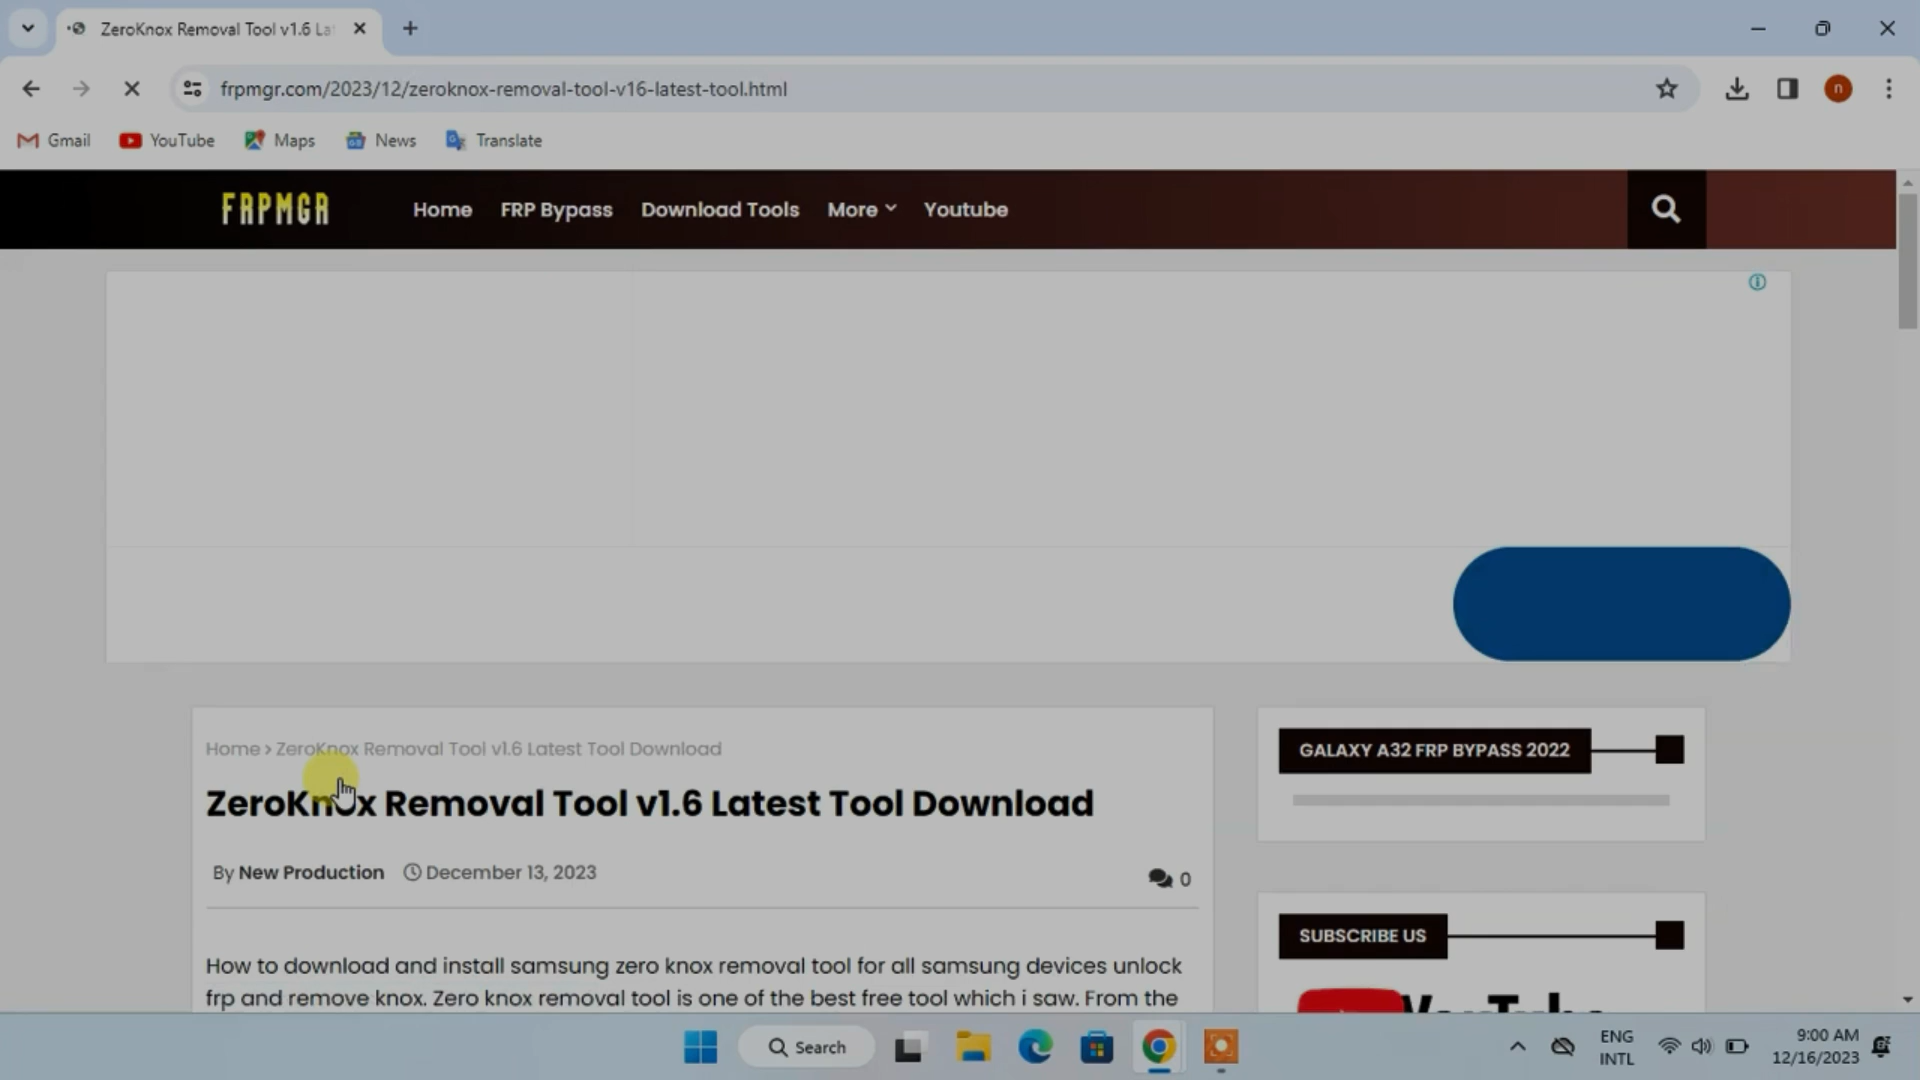 ZeroKnox Removal Tool v1.6 La
frpmgr.com/2023/12/zeroknox-removal-tool-v16-latest-tool.html
n
Gmail YouTube Maps News Translate
FRPMGR Home FRP Bypass Download Tools More Youtube
Home › ZeroKnox Removal Tool v1.6 Latest Tool Download
ZeroKnox Removal Tool v1.6 Latest Tool Download
By New Production December 13, 2023
0
How to download and install samsung zero knox removal tool for all samsung devices unlock
frp and remove knox. Zero knox removal tool is one of the best free tool which i saw. From the
GALAXY A32 FRP BYPASS 2022
SUBSCRIBE US
YouTube
Search
ENG
INTL
9:00 AM
12/16/2023